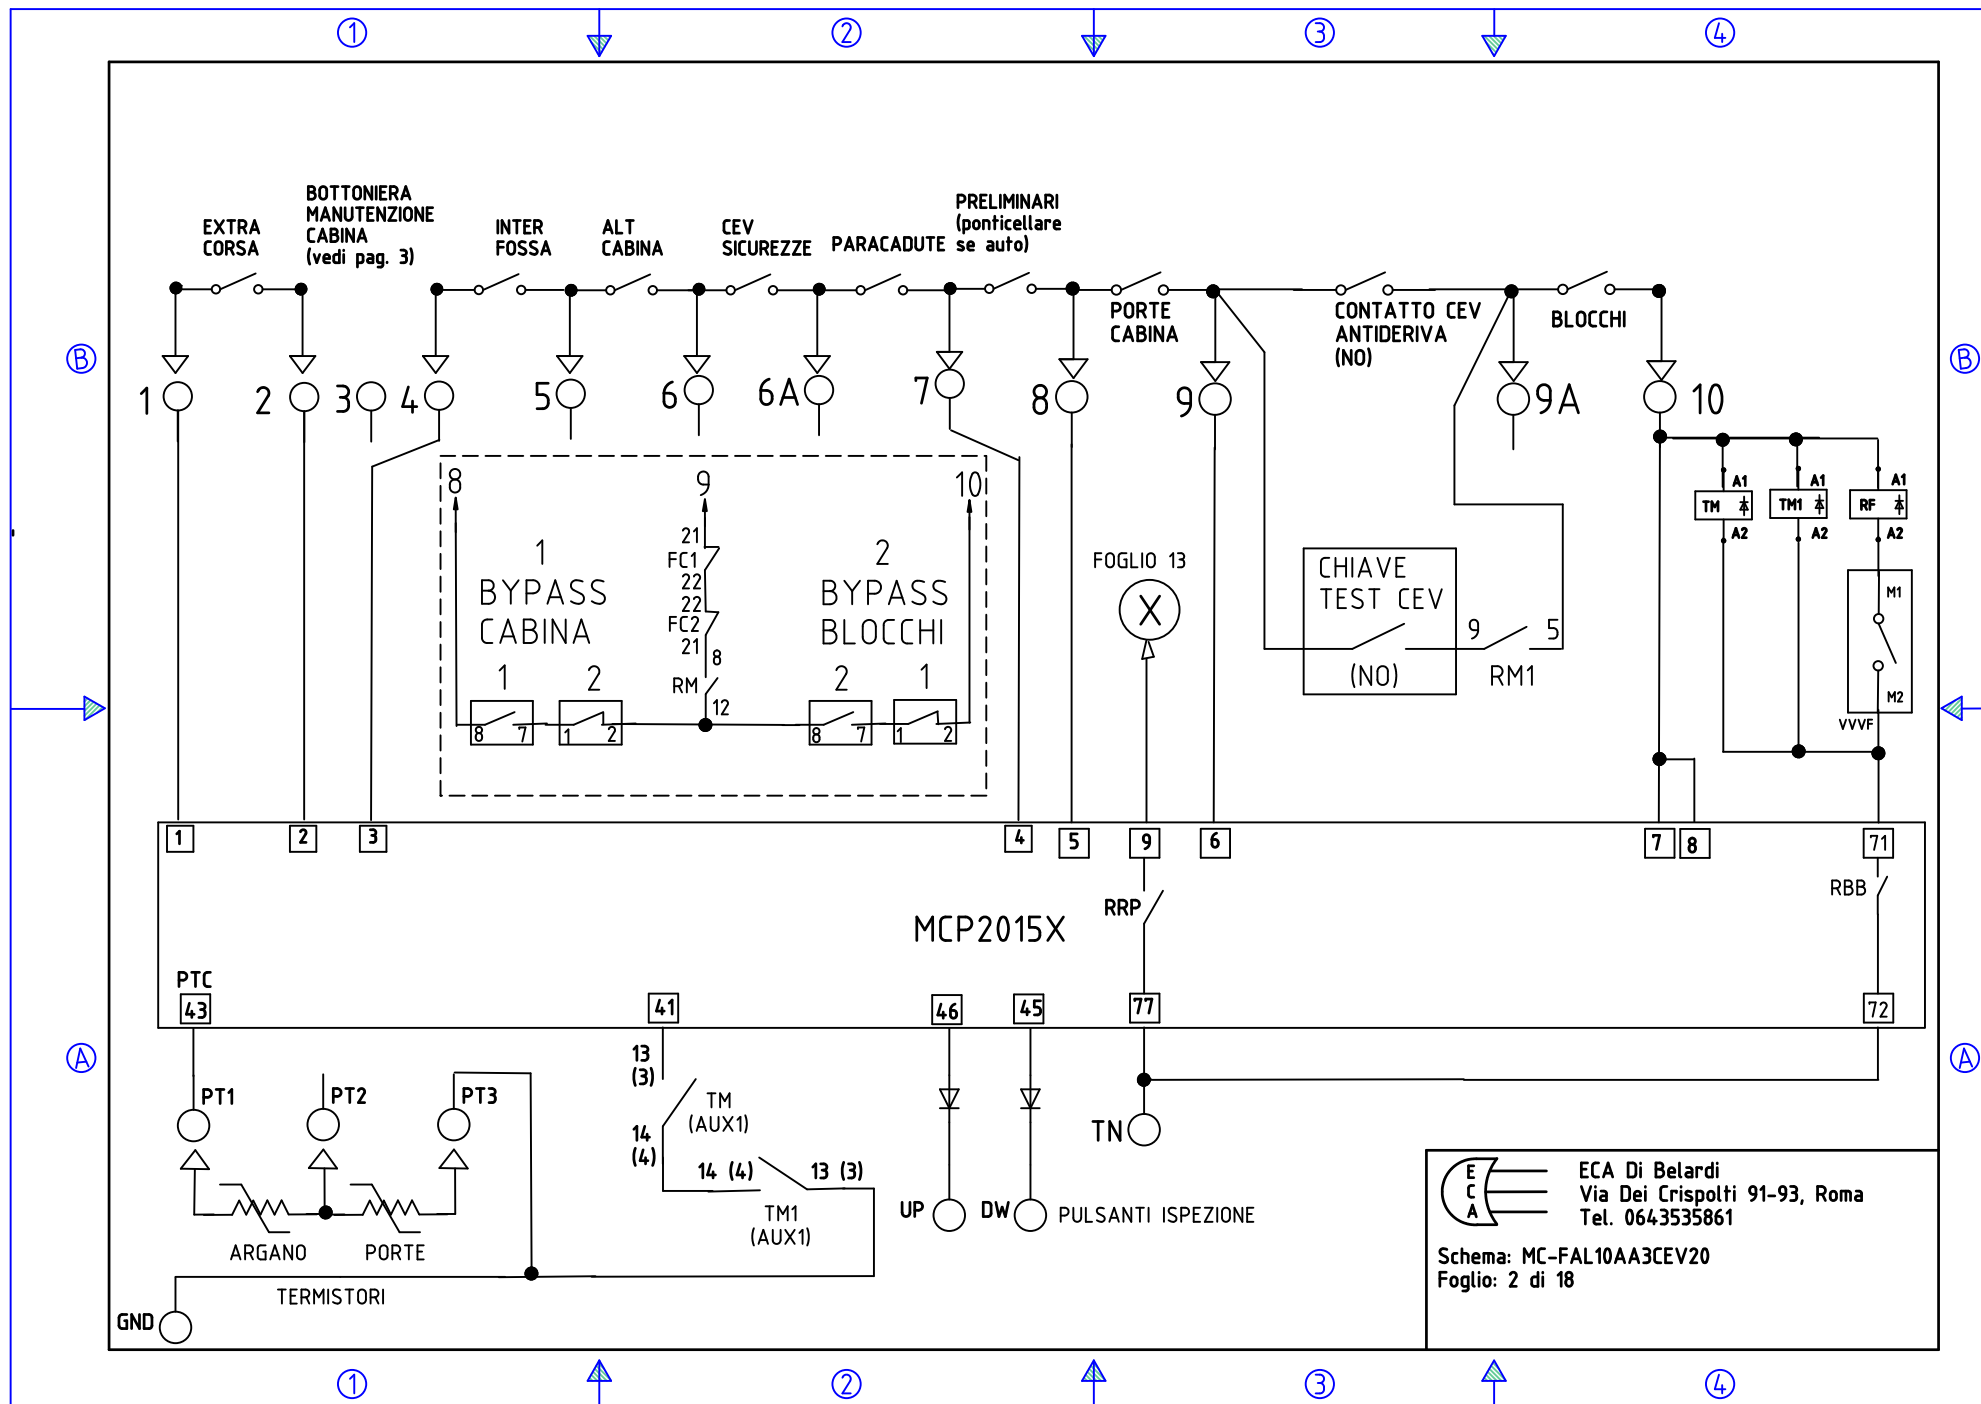 1
2
3
4
EXTRA
CORSA
BOTTONIERA
MANUTENZIONE
CABINA
(vedi pag. 3)
INTER
FOSSA
ALT
CABINA
CEV
SICUREZZE
PARACADUTE
PRELIMINARI
(ponticellare
se auto)
PORTE
CABINA
CONTATTO CEV
ANTIDERIVA
(NO)
BLOCCHI
B
B
1
2
3
4
5
6
6A
7
8
9
9A
10
8
9
10
21
FC1
22
22
FC2
21
8
RM
12
1
BYPASS
CABINA
2
BYPASS
BLOCCHI
1
2
2
1
8 7
1 2
8 7
1 2
FOGLIO 13
X
CHIAVE
TEST CEV
(NO)
9
5
RM1
A1
TM
A2
A1
TM1
A2
A1
RF
A2
M1
M2
VVVF
1
2
3
4
5
9
6
7
8
71
RRP
RBB
MCP2015X
PTC
43
41
46
45
77
72
A
A
PT1
PT2
PT3
13
(3)
TM
(AUX1)
14
(4)
14 (4)
13 (3)
TM1
(AUX1)
UP
DW
PULSANTI ISPEZIONE
TN
ARGANO
PORTE
TERMISTORI
GND
E
C
A
ECA Di Belardi
Via Dei Crispolti 91-93, Roma
Tel. 0643535861
Schema: MC-FAL10AA3CEV20
Foglio: 2 di 18
1
2
3
4